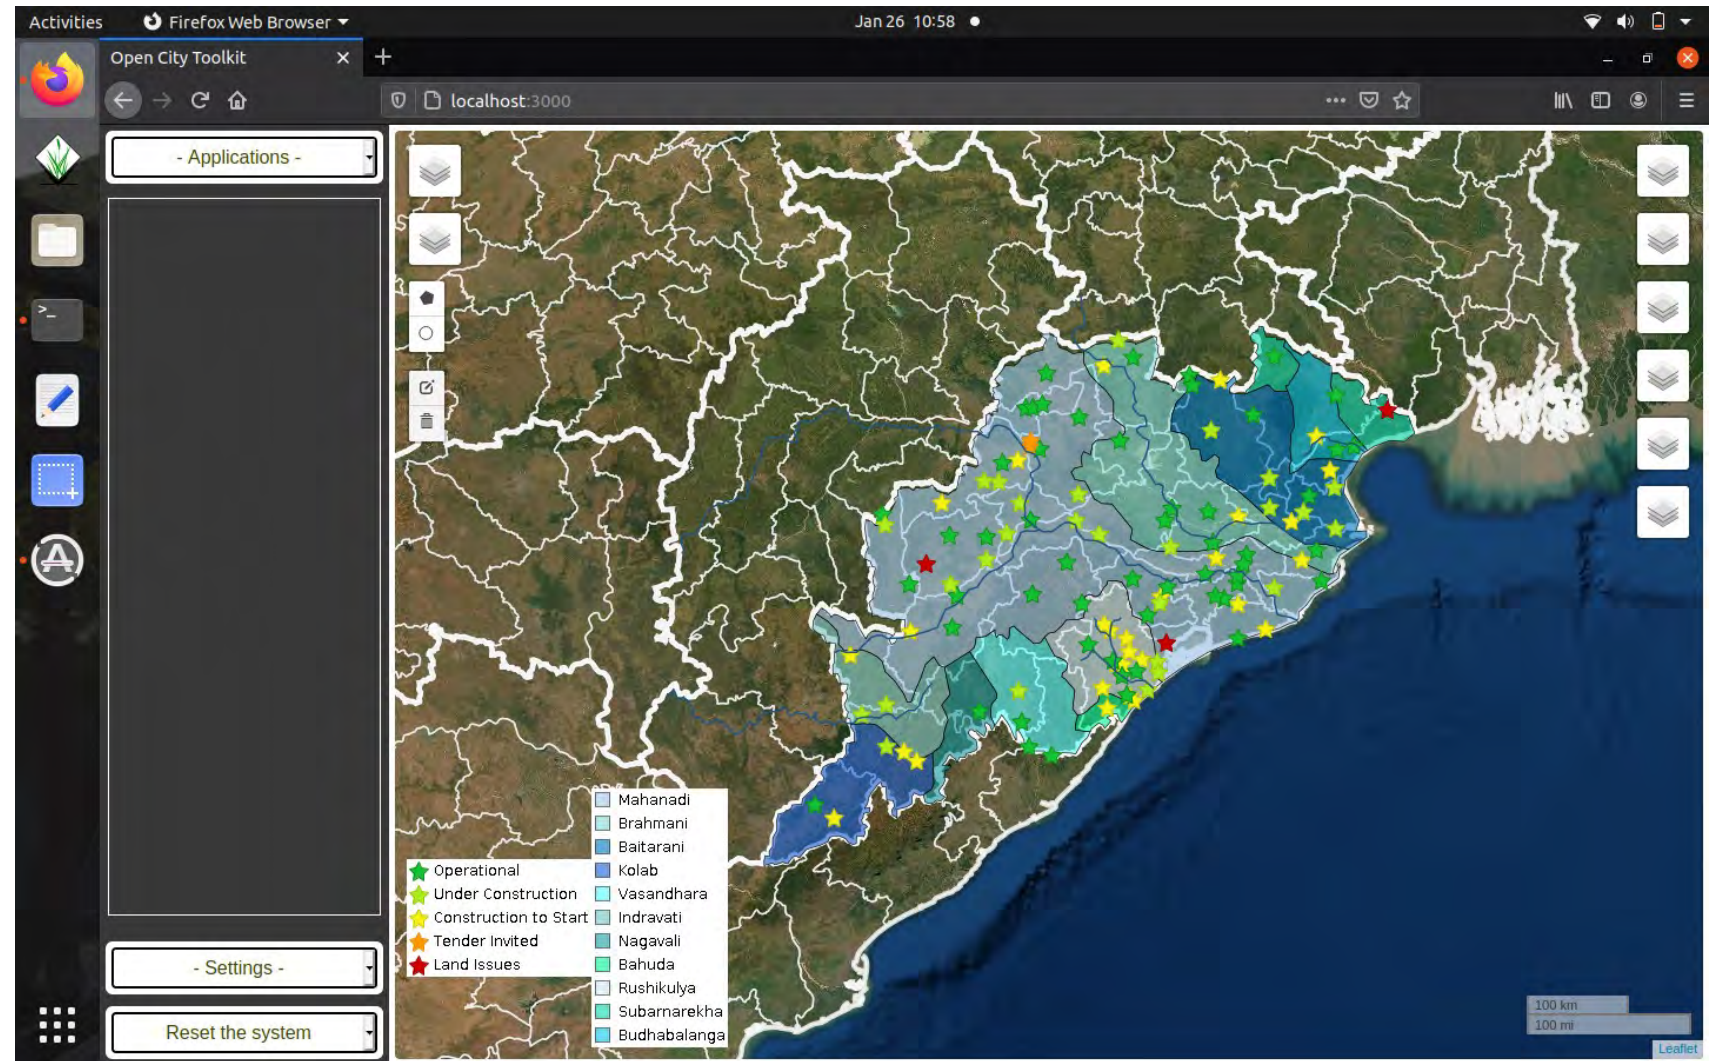 Activities Firefox Web Browser Jan 26 10:58
Open City Toolkit
localhost:3000
- Applications -
Mahanadi
Brahmani
Baitarani
Kolab
Vasandhara
Indravati
Nagavali
Bahuda
Rushikulya
Subarnarekha
Budhabalanga
Operational
Under Construction
Construction to Start
Tender Invited
Land Issues
- Settings -
Reset the system
100 km
100 mi
Leaflet